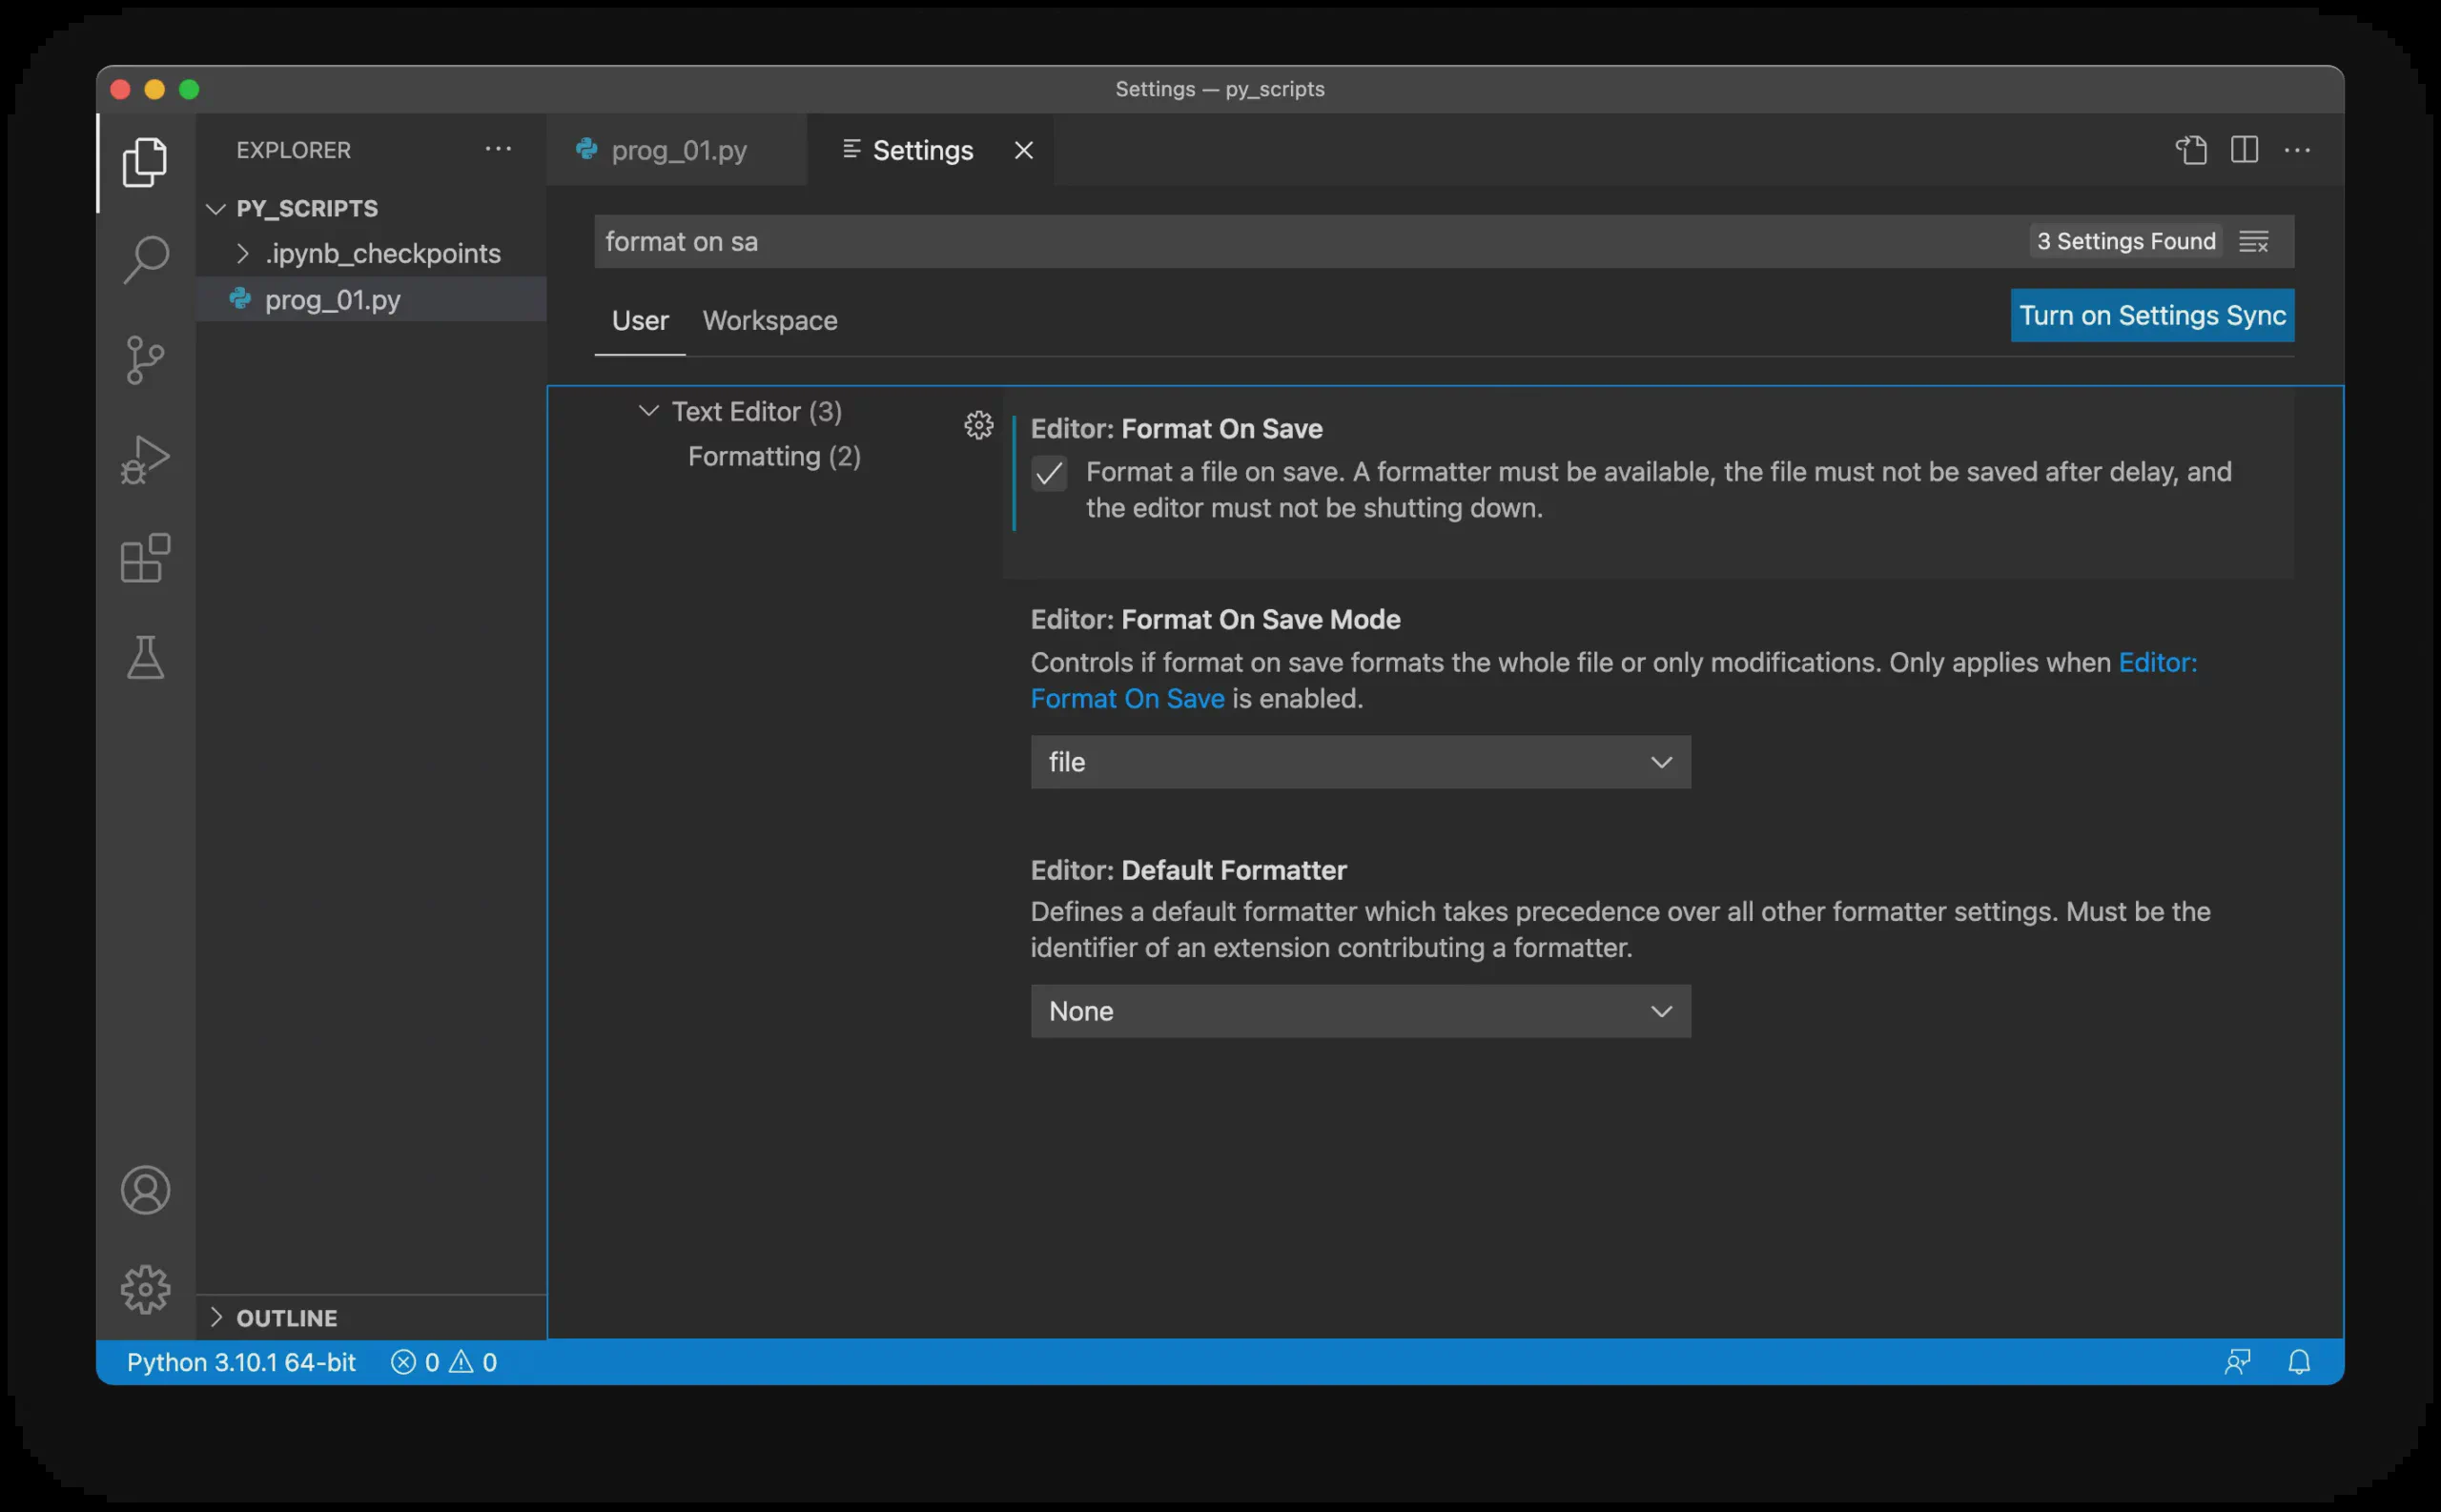 Settings — py_scripts
EXPLORER
PY_SCRIPTS
.ipynb_checkpoints
prog_01.py
OUTLINE
prog_01.py
Settings
format on sa
3 Settings Found
User
Workspace
Turn on Settings Sync
Text Editor (3)
Formatting (2)
Editor: Format On Save
Format a file on save. A formatter must be available, the file must not be saved after delay, and
the editor must not be shutting down.
Editor: Format On Save Mode
Controls if format on save formats the whole file or only modifications. Only applies when Editor:
Format On Save is enabled.
file
Editor: Default Formatter
Defines a default formatter which takes precedence over all other formatter settings. Must be the
identifier of an extension contributing a formatter.
None
Python 3.10.1 64-bit
0
0